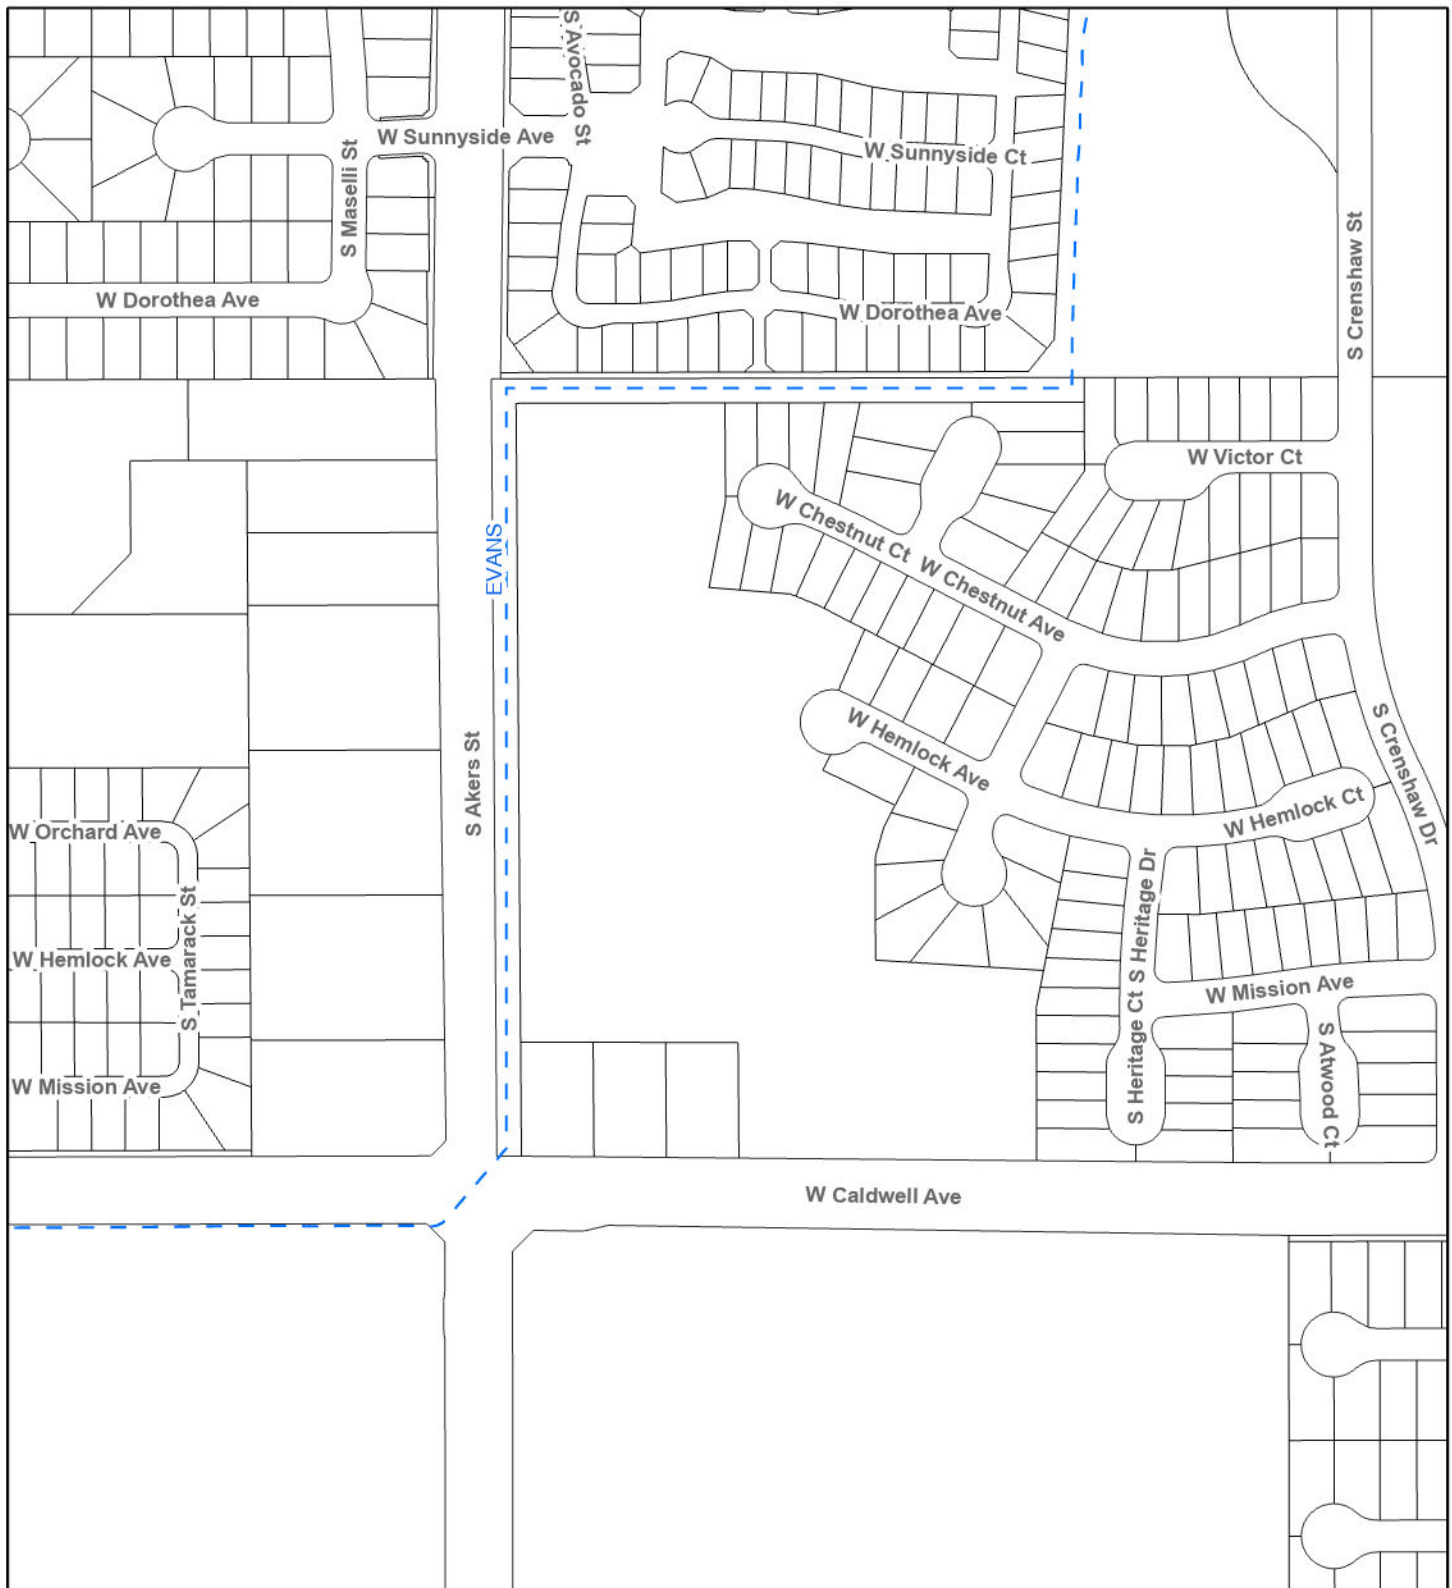 S Avocado St
W Sunnyside Ave
W Sunnyside Ct
S Maselli St
W Dorothea Ave
W Dorothea Ave
S Crenshaw St
W Victor Ct
W Chestnut Ct
W Chestnut Ave
EVANS
S Akers St
W Hemlock Ave
S Crenshaw Dr
W Hemlock Ct
W Orchard Ave
S Heritage Dr
S Tamarack St
W Hemlock Ave
W Mission Ave
S Heritage Ct
S Atwood Ct
W Mission Ave
W Caldwell Ave